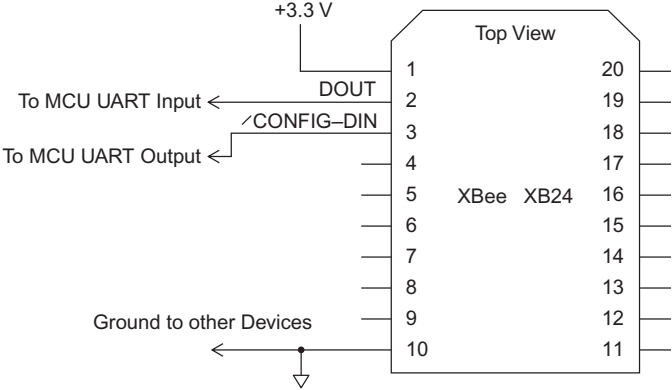 +3.3 V
Top View
1 20
DOUT
To MCU UART Input 2 19
/CONFIG–DIN
3 18
To MCU UART Output
4 17
5 XBee XB24 16
6 15
7 14
8 13
9 12
Ground to other Devices
10 11